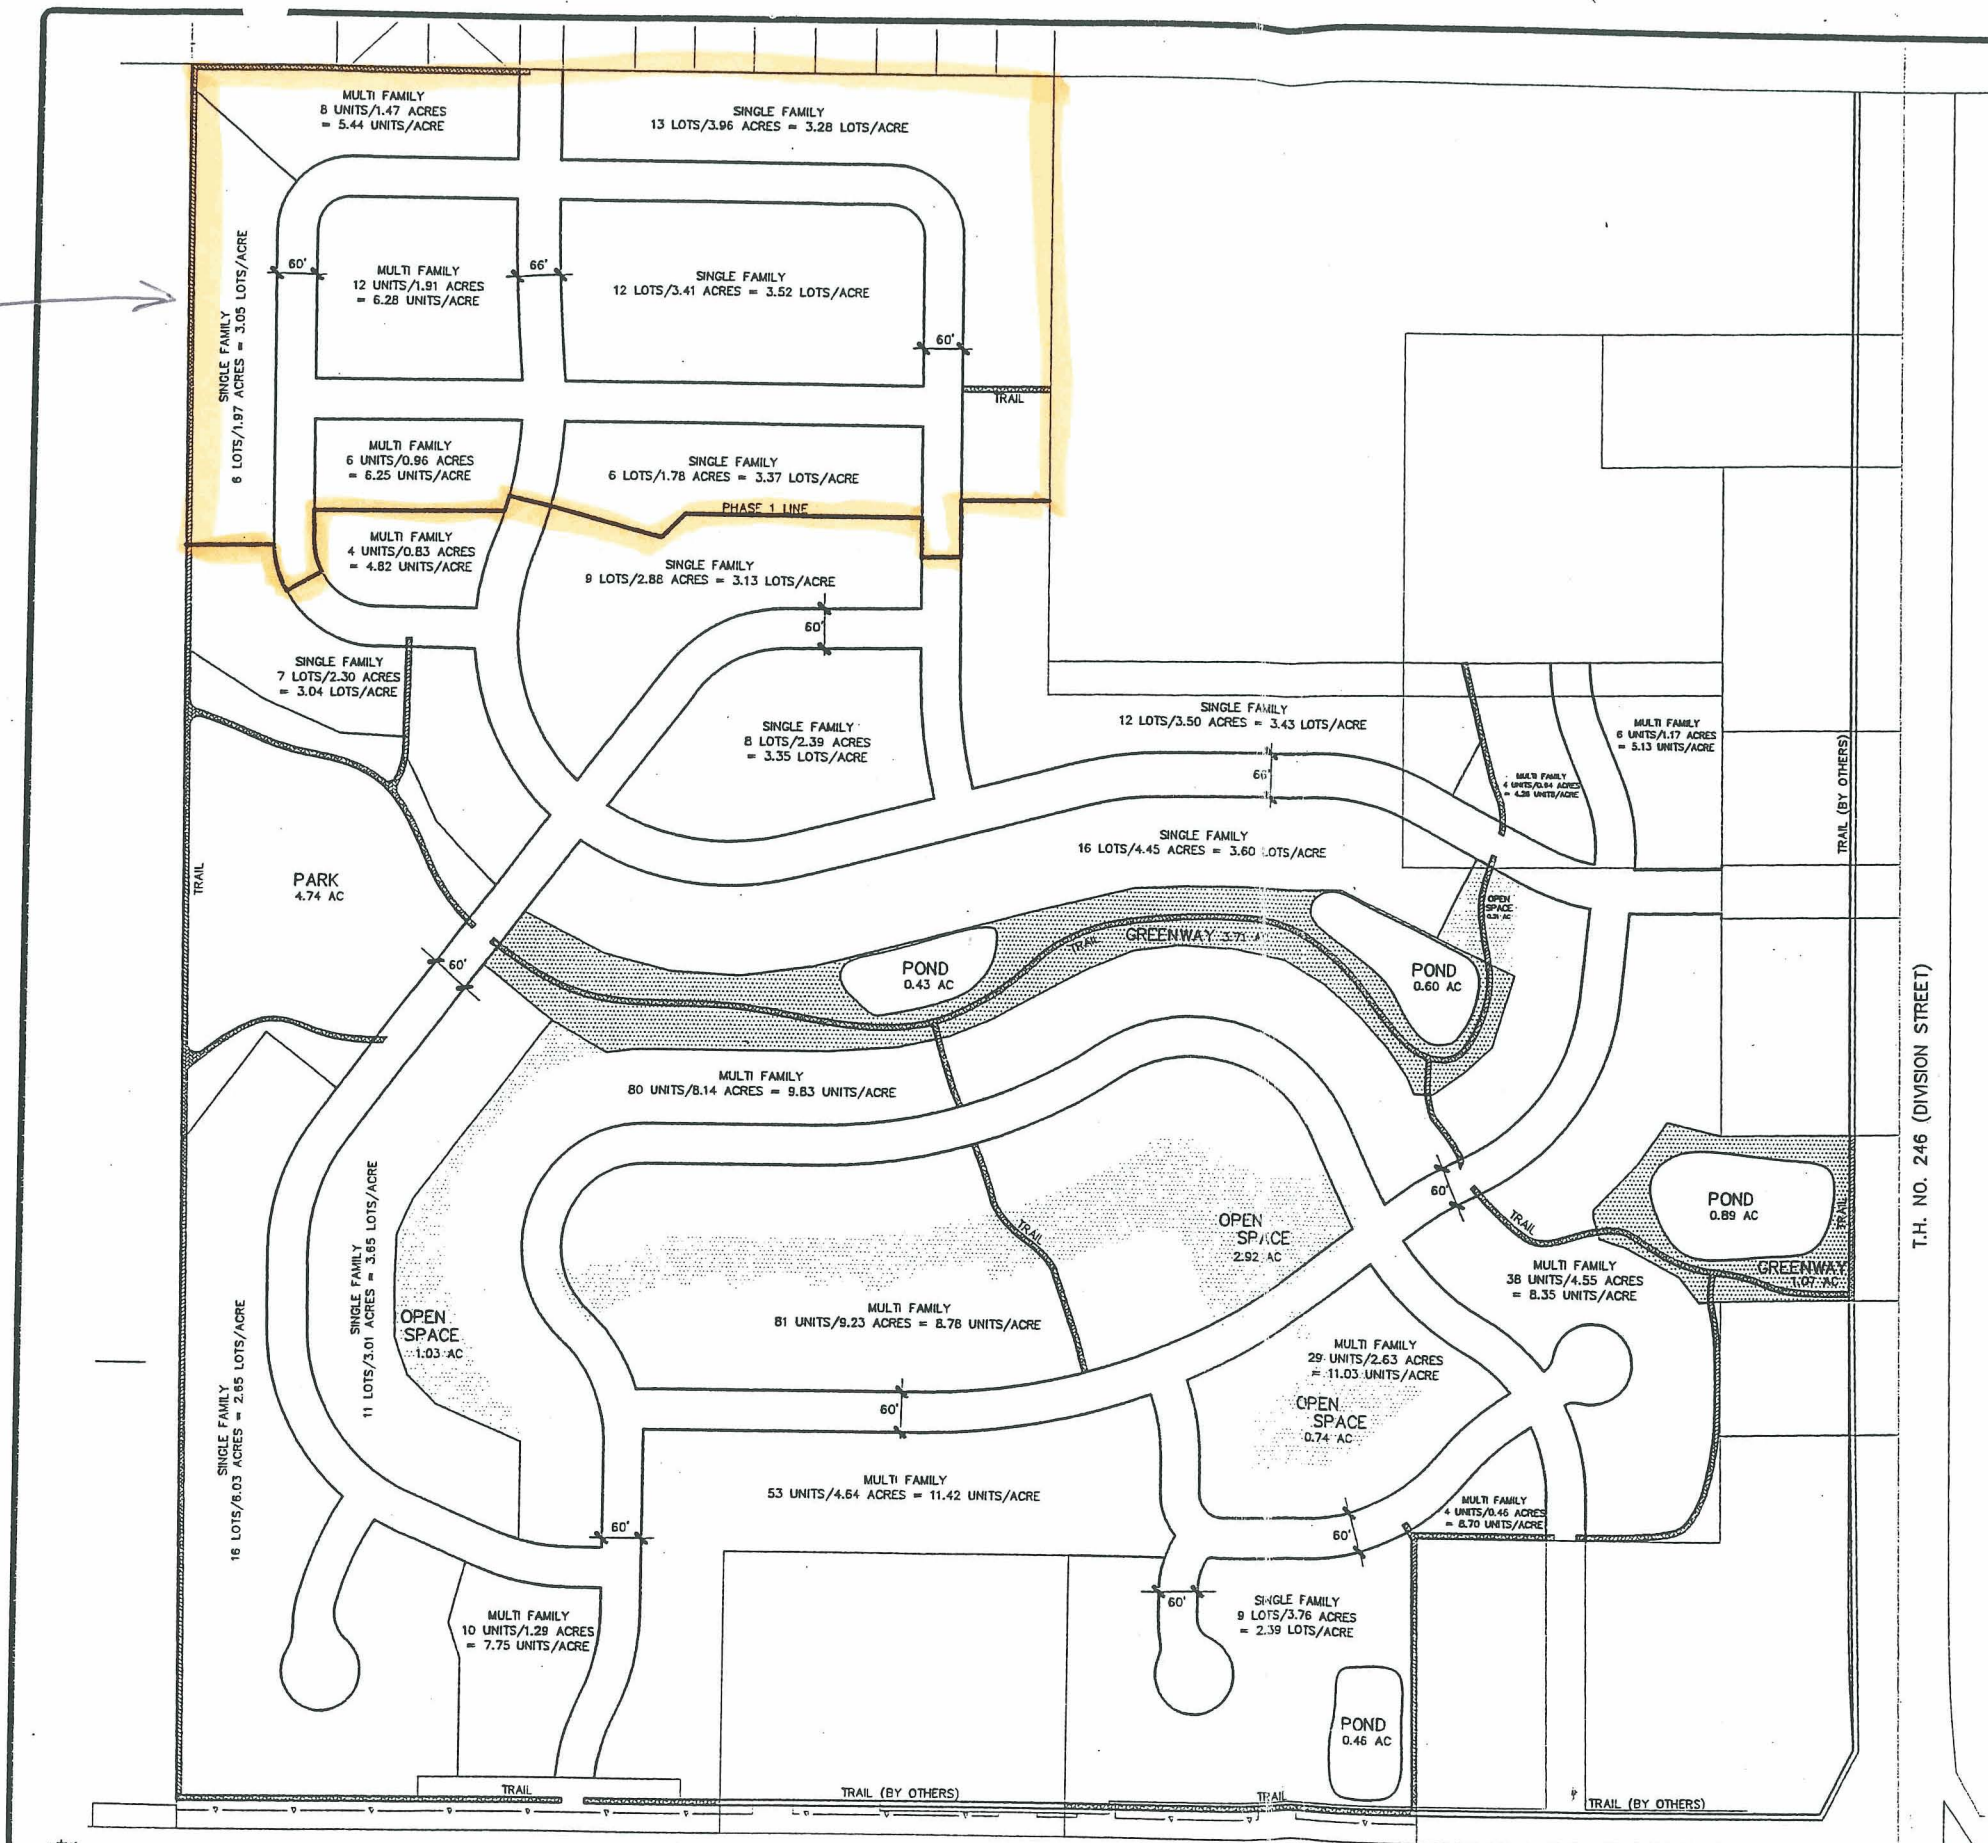 MULTI FAMILY
8 UNITS/1.47 ACRES
= 5.44 UNITS/ACRE
SINGLE FAMILY
13 LOTS/3.96 ACRES = 3.28 LOTS/ACRE
SINGLE FAMILY
6 LOTS/1.97 ACRES = 3.05 LOTS/ACRE
60'
MULTI FAMILY
12 UNITS/1.91 ACRES
= 6.28 UNITS/ACRE
66'
SINGLE FAMILY
12 LOTS/3.41 ACRES = 3.52 LOTS/ACRE
60'
TRAIL
MULTI FAMILY
6 UNITS/0.96 ACRES
= 6.25 UNITS/ACRE
SINGLE FAMILY
6 LOTS/1.78 ACRES = 3.37 LOTS/ACRE
PHASE 1 LINE
MULTI FAMILY
4 UNITS/0.83 ACRES
= 4.82 UNITS/ACRE
SINGLE FAMILY
9 LOTS/2.88 ACRES = 3.13 LOTS/ACRE
60'
SINGLE FAMILY
7 LOTS/2.30 ACRES
= 3.04 LOTS/ACRE
SINGLE FAMILY
8 LOTS/2.39 ACRES
= 3.35 LOTS/ACRE
SINGLE FAMILY
12 LOTS/3.50 ACRES = 3.43 LOTS/ACRE
66'
MULTI FAMILY
6 UNITS/1.17 ACRES
= 5.13 UNITS/ACRE
MULTI FAMILY
4 UNITS/0.94 ACRES
= 4.26 UNITS/ACRE
TRAIL (BY OTHERS)
SINGLE FAMILY
16 LOTS/4.45 ACRES = 3.60 LOTS/ACRE
TRAIL
PARK
4.74 AC
OPEN
SPACE
TRAIL
GREENWAY 3.71 A
60'
POND
0.43 AC
POND
0.60 AC
T.H. NO. 246 (DIVISION STREET)
MULTI FAMILY
80 UNITS/8.14 ACRES = 9.83 UNITS/ACRE
SINGLE FAMILY
11 LOTS/3.01 ACRES = 3.65 LOTS/ACRE
60'
TRAIL
POND
0.89 AC
TRAIL
TRAIL
OPEN
SPACE
2.92 AC
GREENWAY
1.07 AC
MULTI FAMILY
38 UNITS/4.55 ACRES
= 8.35 UNITS/ACRE
OPEN
SPACE
1.03 AC
MULTI FAMILY
81 UNITS/9.23 ACRES = 8.78 UNITS/ACRE
MULTI FAMILY
29 UNITS/2.63 ACRES
= 11.03 UNITS/ACRE
OPEN
SPACE
0.74 AC
SINGLE FAMILY
16 LOTS/6.03 ACRES = 2.65 LOTS/ACRE
60'
MULTI FAMILY
53 UNITS/4.64 ACRES = 11.42 UNITS/ACRE
MULTI FAMILY
4 UNITS/0.46 ACRES
= 8.70 UNITS/ACRE
60'
60'
60'
SINGLE FAMILY
9 LOTS/3.76 ACRES
= 2.39 LOTS/ACRE
MULTI FAMILY
10 UNITS/1.29 ACRES
= 7.75 UNITS/ACRE
POND
0.46 AC
TRAIL
TRAIL (BY OTHERS)
TRAIL
TRAIL (BY OTHERS)